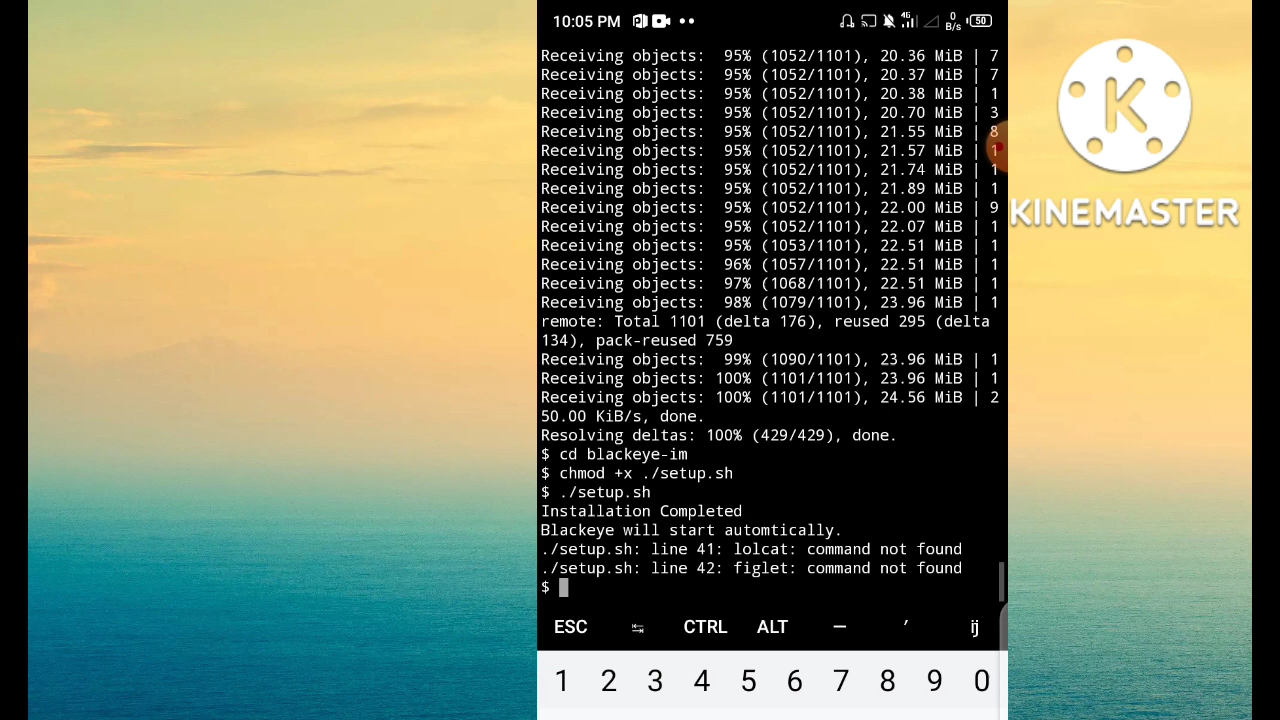 10:05 PM
4G
0
B/s
50
Receiving objects:  95% (1052/1101), 20.36 MiB | 7
Receiving objects:  95% (1052/1101), 20.37 MiB | 7
Receiving objects:  95% (1052/1101), 20.38 MiB | 1
Receiving objects:  95% (1052/1101), 20.70 MiB | 3
Receiving objects:  95% (1052/1101), 21.55 MiB | 8
Receiving objects:  95% (1052/1101), 21.57 MiB | 1
Receiving objects:  95% (1052/1101), 21.74 MiB | 1
Receiving objects:  95% (1052/1101), 21.89 MiB | 1
Receiving objects:  95% (1052/1101), 22.00 MiB | 9
Receiving objects:  95% (1052/1101), 22.07 MiB | 1
Receiving objects:  95% (1053/1101), 22.51 MiB | 1
Receiving objects:  96% (1057/1101), 22.51 MiB | 1
Receiving objects:  97% (1068/1101), 22.51 MiB | 1
Receiving objects:  98% (1079/1101), 23.96 MiB | 1
remote: Total 1101 (delta 176), reused 295 (delta
134), pack-reused 759
Receiving objects:  99% (1090/1101), 23.96 MiB | 1
Receiving objects: 100% (1101/1101), 23.96 MiB | 1
Receiving objects: 100% (1101/1101), 24.56 MiB | 2
50.00 KiB/s, done.
Resolving deltas: 100% (429/429), done.
$ cd blackeye-im
$ chmod +x ./setup.sh
$ ./setup.sh
Installation Completed
Blackeye will start automtically.
./setup.sh: line 41: lolcat: command not found
./setup.sh: line 42: figlet: command not found
$
ESC ↹ CTRL ALT — ′ ij
1 2 3 4 5 6 7 8 9 0
K
KINEMASTER